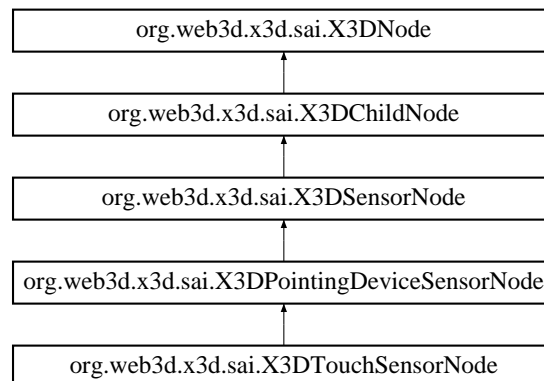 org.web3d.x3d.sai.X3DNode
org.web3d.x3d.sai.X3DChildNode
org.web3d.x3d.sai.X3DSensorNode
org.web3d.x3d.sai.X3DPointingDeviceSensorNode
org.web3d.x3d.sai.X3DTouchSensorNode